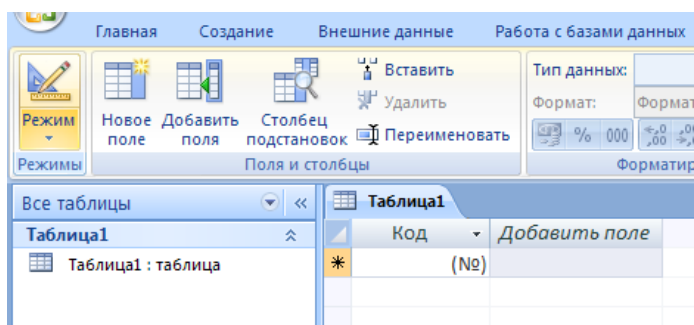 Главная Создание Внешние данные Работа с базами данных
Режим
Новое поле
Добавить поля
Столбец подстановок
Вставить
Удалить
Переименовать
Тип данных:
Формат: Формат
% 000 ,00
Режимы Поля и столбцы Форматир
Все таблицы
Таблица1
Таблица1 : таблица
Таблица1
Код Добавить поле
(№)